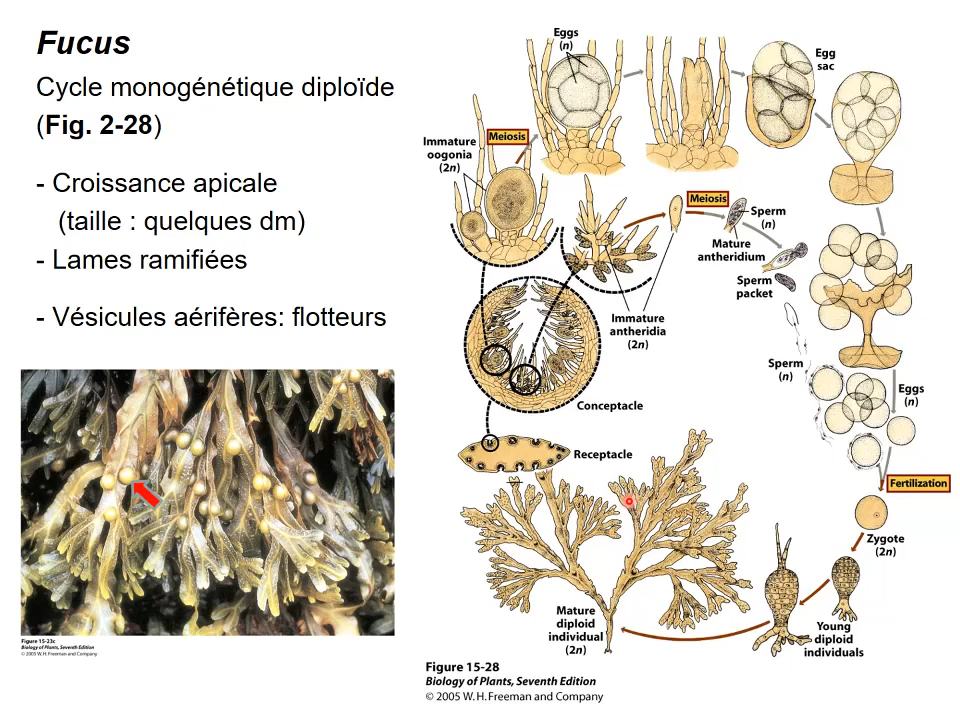 Fucus
Cycle monogénétique diploïde
(Fig. 2-28)
- Croissance apicale
(taille : quelques dm)
- Lames ramifiées
- Vésicules aérifères: flotteurs
Figure 15-23c
Biology of Plants, Seventh Edition
© 2005 W. H. Freeman and Company
Eggs
(n)
Egg
sac
Meiosis
Immature
oogonia
(2n)
Meiosis
Sperm
(n)
Mature
antheridium
Sperm
packet
Immature
antheridia
(2n)
Sperm
(n)
Eggs
(n)
Conceptacle
Receptacle
Fertilization
Zygote
(2n)
Mature
diploid
individual
(2n)
Young
diploid
individuals
Figure 15-28
Biology of Plants, Seventh Edition
© 2005 W. H. Freeman and Company